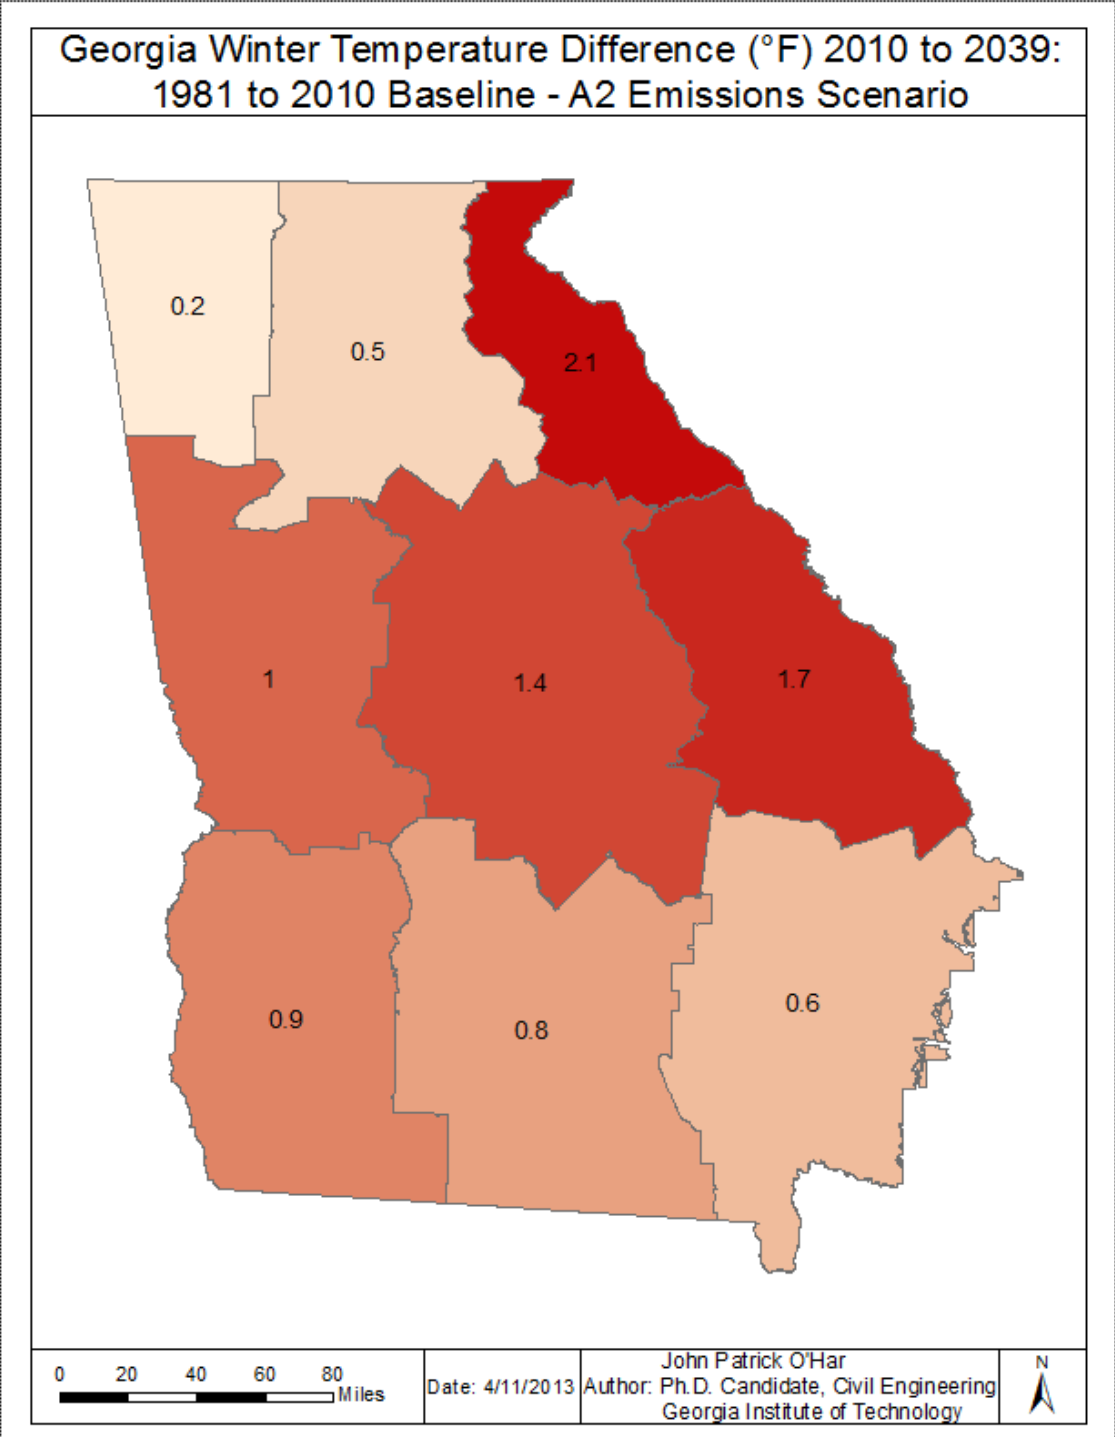 Georgia Winter Temperature Difference (°F) 2010 to 2039:
1981 to 2010 Baseline - A2 Emissions Scenario
0.2
0.5
2.1
1
1.4
1.7
0.9
0.8
0.6
0 20 40 60 80
Miles
Date: 4/11/2013
John Patrick O'Har
Author: Ph.D. Candidate, Civil Engineering
Georgia Institute of Technology
N